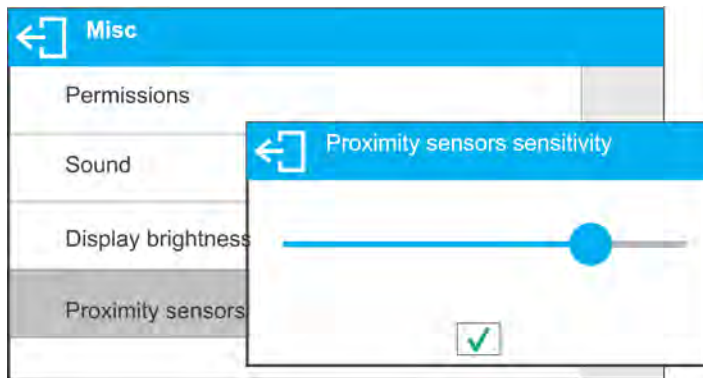 Misc
Permissions
Sound
Display brightness
Proximity sensors
Proximity sensors sensitivity